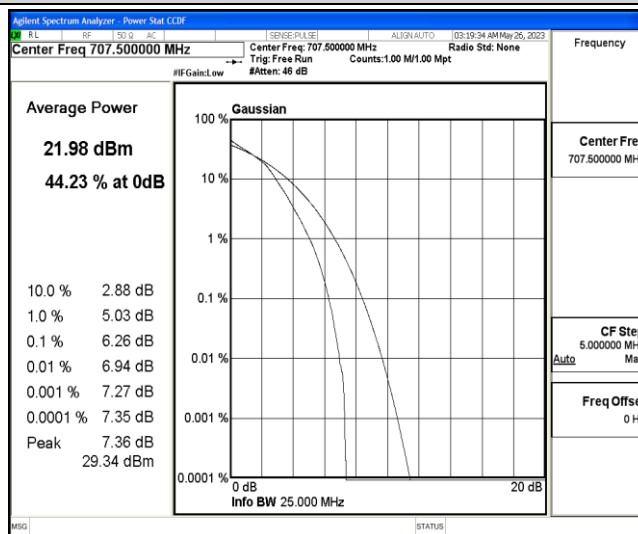 Agilent Spectrum Analyzer - Power Stat CCDF
RL RF 50 Ω AC SENSE:PULSE ALIGN AUTO 03:19:34 AM May 26, 2023
Center Freq 707.500000 MHz
Center Freq: 707.500000 MHz Radio Std: None
Trig: Free Run Counts:1.00 M/1.00 Mpt
#IFGain:Low #Atten: 46 dB
Frequency
Average Power
21.98 dBm
44.23 % at 0dB
10.0 % 2.88 dB
1.0 % 5.03 dB
0.1 % 6.26 dB
0.01 % 6.94 dB
0.001 % 7.27 dB
0.0001 % 7.35 dB
Peak 7.36 dB
29.34 dBm
Gaussian
100 %
10 %
1 %
0.1 %
0.01 %
0.001 %
0.0001 %
0 dB 20 dB
Info BW 25.000 MHz
Center Fre
707.500000 MH
CF Ste
5.000000 MH
Auto Ma
Freq Offse
0 H
MSG STATUS